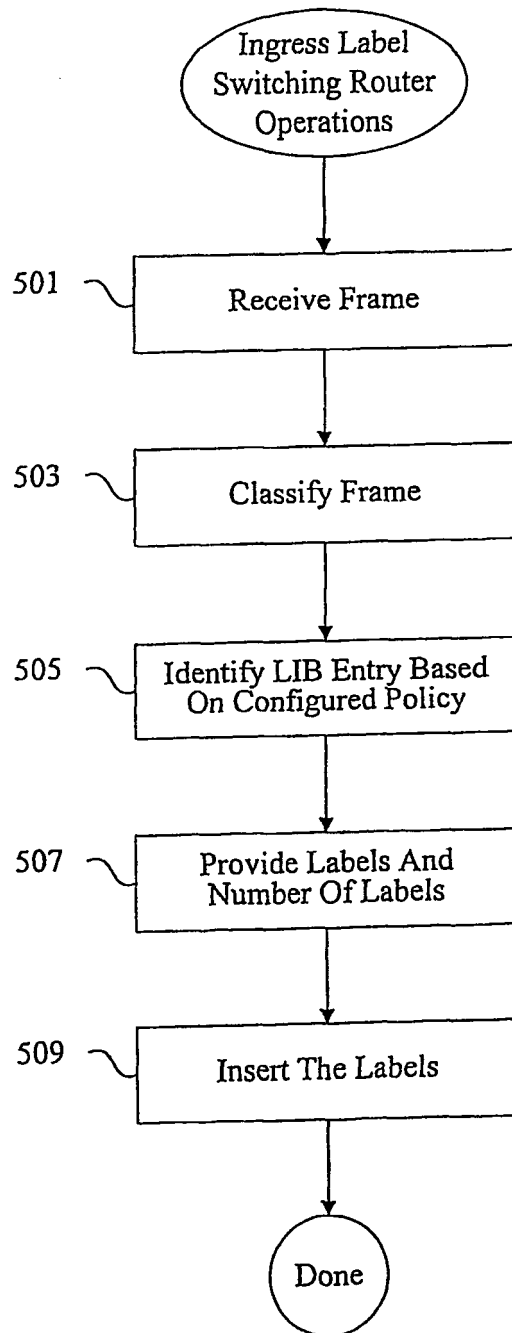 Ingress Label
Switching Router
Operations
501
Receive Frame
503
Classify Frame
505
Identify LIB Entry Based
On Configured Policy
507
Provide Labels And
Number Of Labels
509
Insert The Labels
Done